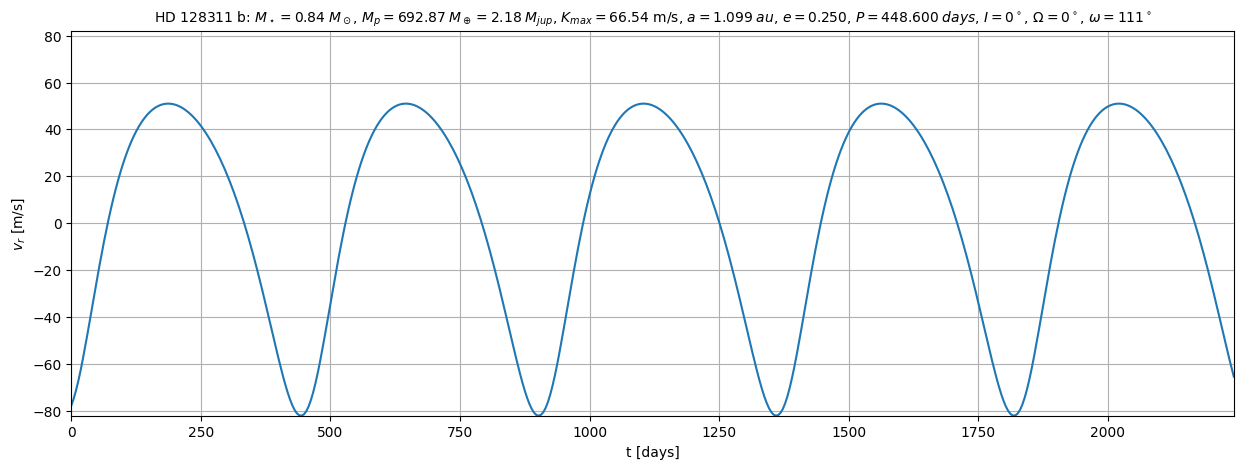 HD 128311 b: M⋆ = 0.84 M⊙, Mp = 692.87 M⊕ = 2.18 Mjup, Kmax = 66.54 m/s, a = 1.099 au, e = 0.250, P = 448.600 days, I = 0°, Ω = 0°, ω = 111°
80
60
40
20
0
−20
−40
−60
−80
vr [m/s]
0 250 500 750 1000 1250 1500 1750 2000
t [days]